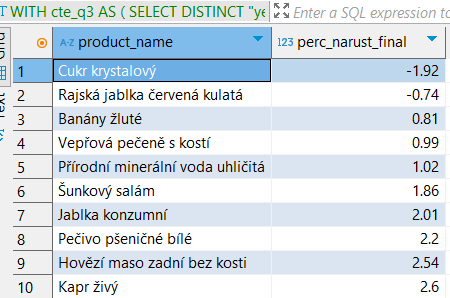 WITH cte_q3 AS ( SELECT DISTINCT "ye
Enter a SQL expression to
A-Z product_name
123 perc_narust_final
1 Cukr krystalový -1.92
2 Rajská jablka červená kulatá -0.74
3 Banány žluté 0.81
4 Vepřová pečeně s kostí 0.99
5 Přírodní minerální voda uhličitá 1.02
6 Šunkový salám 1.86
7 Jablka konzumní 2.01
8 Pečivo pšeničné bílé 2.2
9 Hovězí maso zadní bez kosti 2.54
10 Kapr živý 2.6
Text